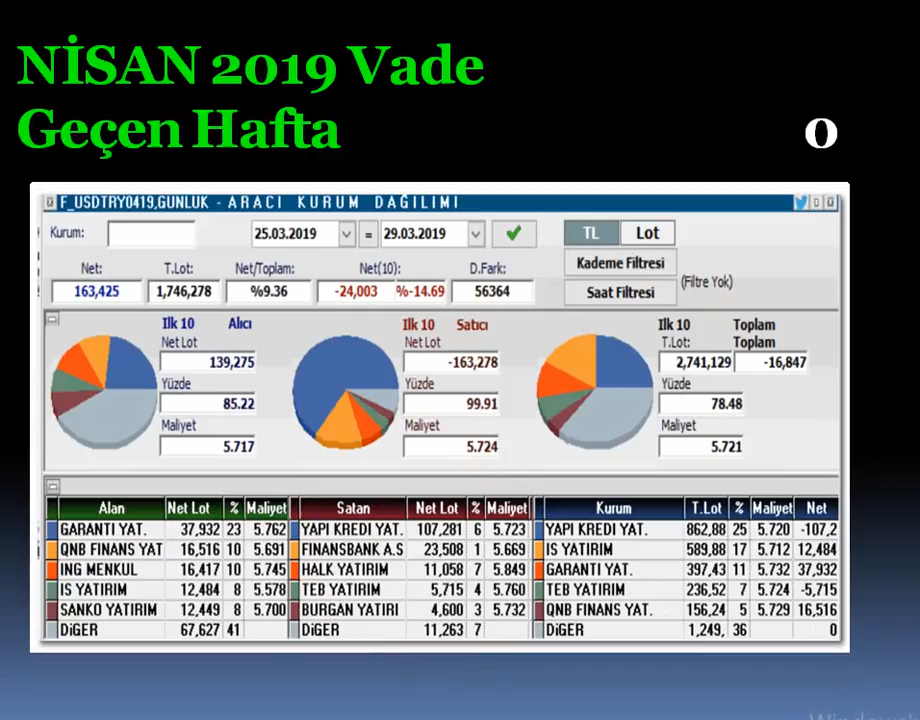 NİSAN 2019 Vade
Geçen Hafta
0
F_USDTRY0419,GUNLUK - ARACI KURUM DAĞILIMI
Kurum: 25.03.2019 = 29.03.2019 TL Lot
Kademe Filtresi
Saat Filtresi (Filtre Yok)
Net: T.Lot: Net/Toplam: Net(10): D.Fark:
163,425 1,746,278 %9.36 -24,003 %-14.69 56364
Ilk 10 Alıcı Ilk 10 Satıcı Ilk 10 Toplam
Net Lot Net Lot T.Lot: Toplam
139,275 -163,278 2,741,129 -16,847
Yüzde Yüzde Yüzde
85.22 99.91 78.48
Maliyet Maliyet Maliyet
5.717 5.724 5.721
Alan Net Lot % Maliyet Satan Net Lot % Maliyet Kurum T.Lot % Maliyet Net
GARANTI YAT. 37,932 23 5.762 YAPI KREDI YAT. 107,281 6 5.723 YAPI KREDI YAT. 862,88 25 5.720 -107,2
QNB FINANS YAT 16,516 10 5.691 FINANSBANK A.S 23,508 1 5.669 IS YATIRIM 589,88 17 5.712 12,484
ING MENKUL 16,417 10 5.745 HALK YATIRIM 11,058 7 5.849 GARANTI YAT. 397,43 11 5.732 37,932
IS YATIRIM 12,484 8 5.578 TEB YATIRIM 5,715 4 5.760 TEB YATIRIM 236,52 7 5.724 -5,715
SANKO YATIRIM 12,449 8 5.700 BURGAN YATIRI 4,600 3 5.732 QNB FINANS YAT. 156,24 5 5.729 16,516
DiGER 67,627 41 DiGER 11,263 7 DiGER 1,249, 36 0